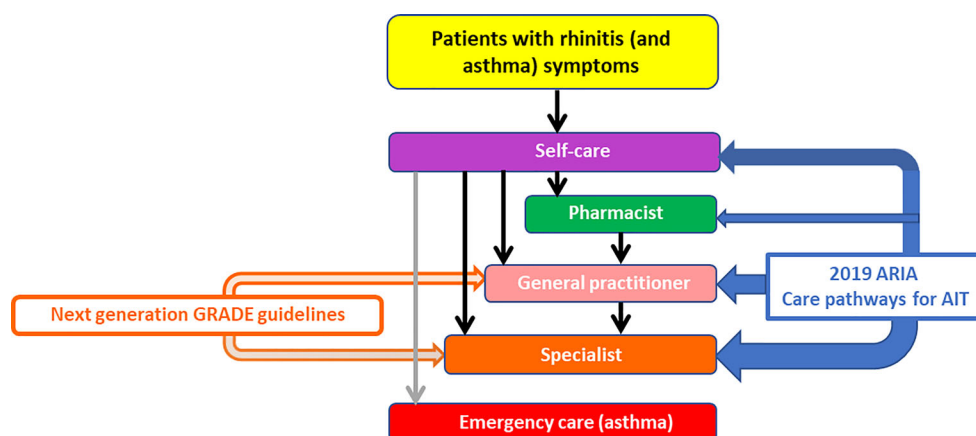 Patients with rhinitis (and
asthma) symptoms
Self-care
Pharmacist
General practitioner
2019 ARIA
Care pathways for AIT
Next generation GRADE guidelines
Specialist
Emergency care (asthma)